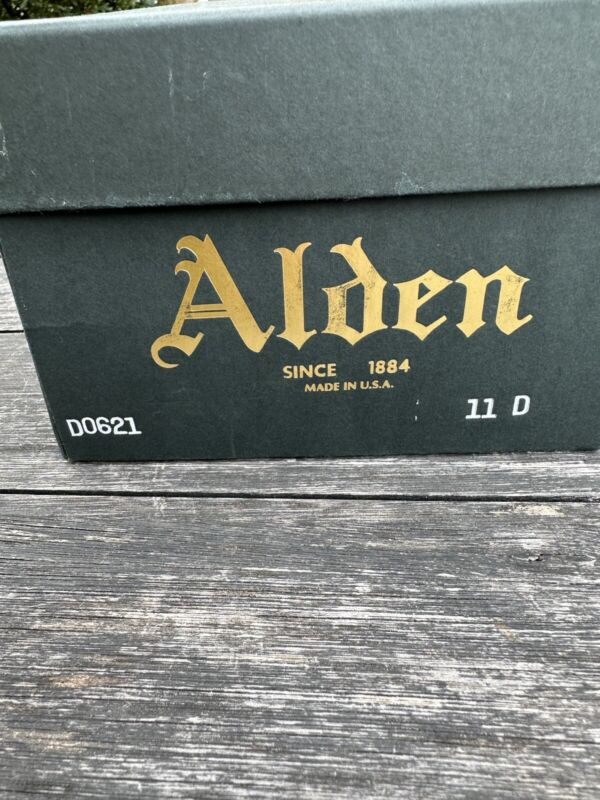 Alden
SINCE 1884
MADE IN U.S.A.
D0621
11 D